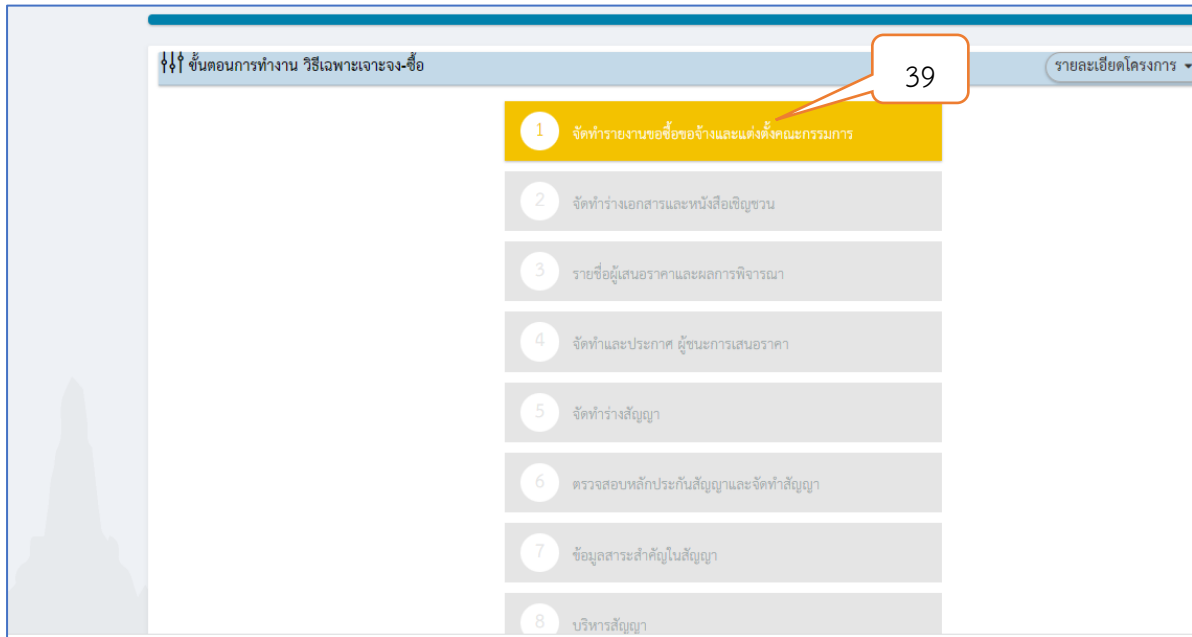 ขั้นตอนการทำงาน วิธีเฉพาะเจาะจง-ซื้อ
39
รายละเอียดโครงการ
1 จัดทำรายงานขอซื้อขอจ้างและแต่งตั้งคณะกรรมการ
2 จัดทำร่างเอกสารและหนังสือเชิญชวน
3 รายชื่อผู้เสนอราคาและผลการพิจารณา
4 จัดทำและประกาศ ผู้ชนะการเสนอราคา
5 จัดทำร่างสัญญา
6 ตรวจสอบหลักประกันสัญญาและจัดทำสัญญา
7 ข้อมูลสาระสำคัญในสัญญา
8 บริหารสัญญา